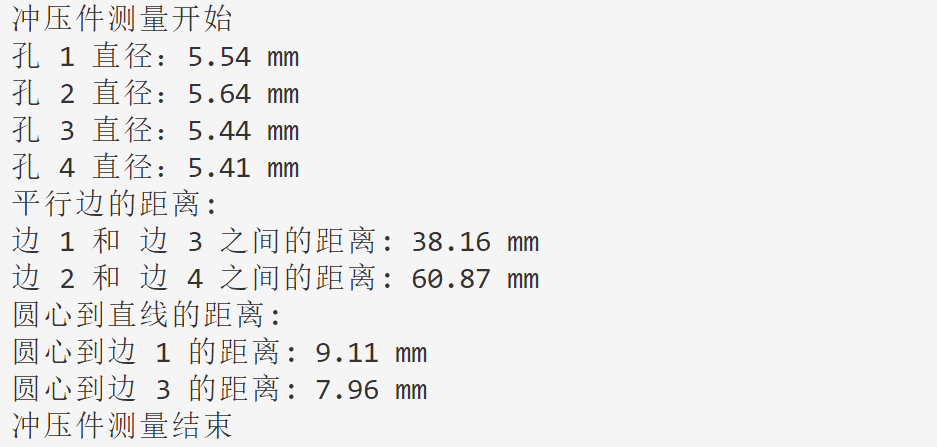 冲压件测量开始
孔 1 直径：5.54 mm
孔 2 直径：5.64 mm
孔 3 直径：5.44 mm
孔 4 直径：5.41 mm
平行边的距离:
边 1 和 边 3 之间的距离: 38.16 mm
边 2 和 边 4 之间的距离: 60.87 mm
圆心到直线的距离:
圆心到边 1 的距离: 9.11 mm
圆心到边 3 的距离: 7.96 mm
冲压件测量结束